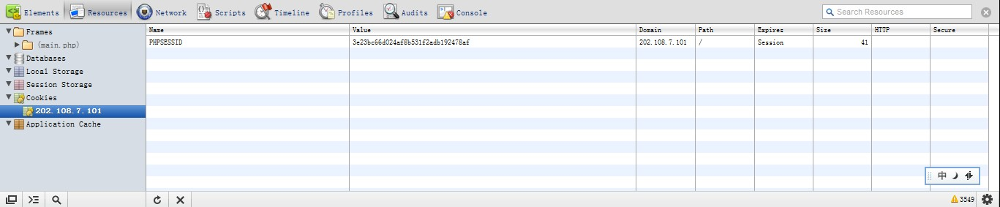 Elements Resources Network Scripts Timeline Profiles Audits Console Search Resources
Frames
(main.php)
Databases
Local Storage
Session Storage
Cookies
202.108.7.101
Application Cache
Name Value Domain Path Expires Size HTTP Secure
PHPSESSID 3e23bc66d024af8b531f2adb192478af 202.108.7.101 / Session 41
中
3549